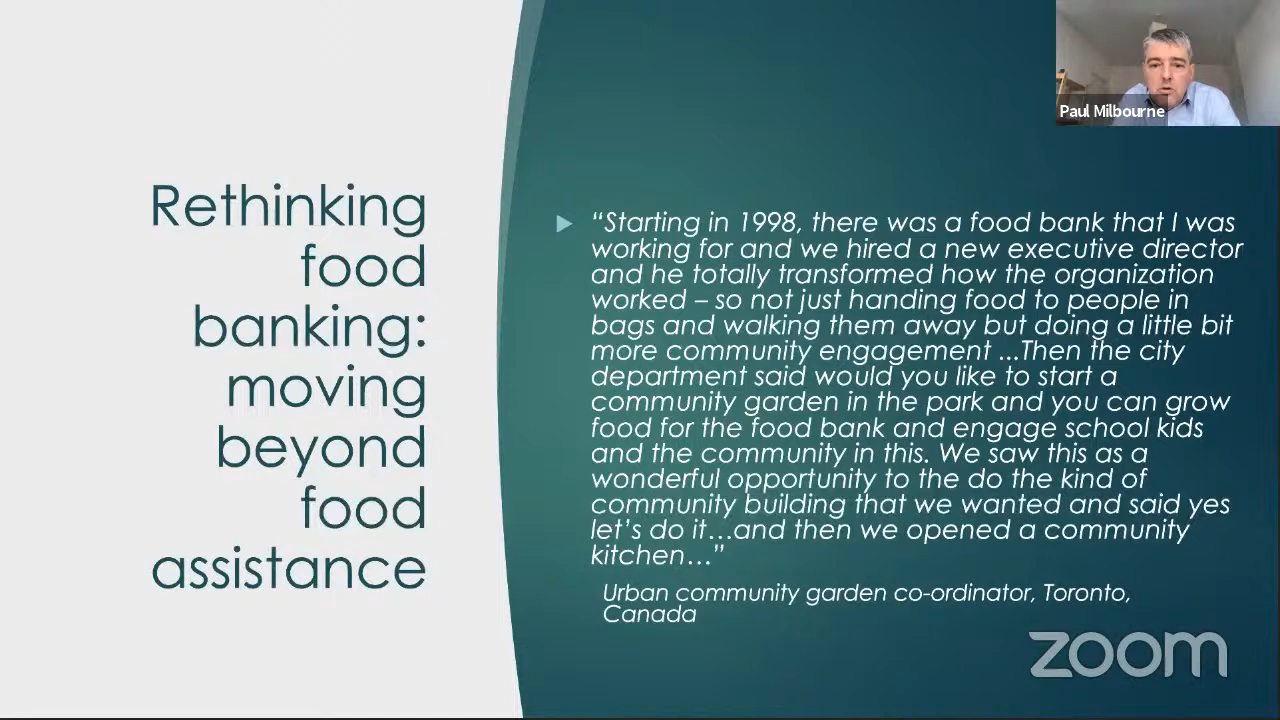 Paul Milbourne
Rethinking
food
banking:
moving
beyond
food
assistance
“Starting in 1998, there was a food bank that I was
working for and we hired a new executive director
and he totally transformed how the organization
worked – so not just handing food to people in
bags and walking them away but doing a little bit
more community engagement ...Then the city
department said would you like to start a
community garden in the park and you can grow
food for the food bank and engage school kids
and the community in this. We saw this as a
wonderful opportunity to the do the kind of
community building that we wanted and said yes
let’s do it…and then we opened a community
kitchen…”
Urban community garden co-ordinator, Toronto,
Canada
zoom